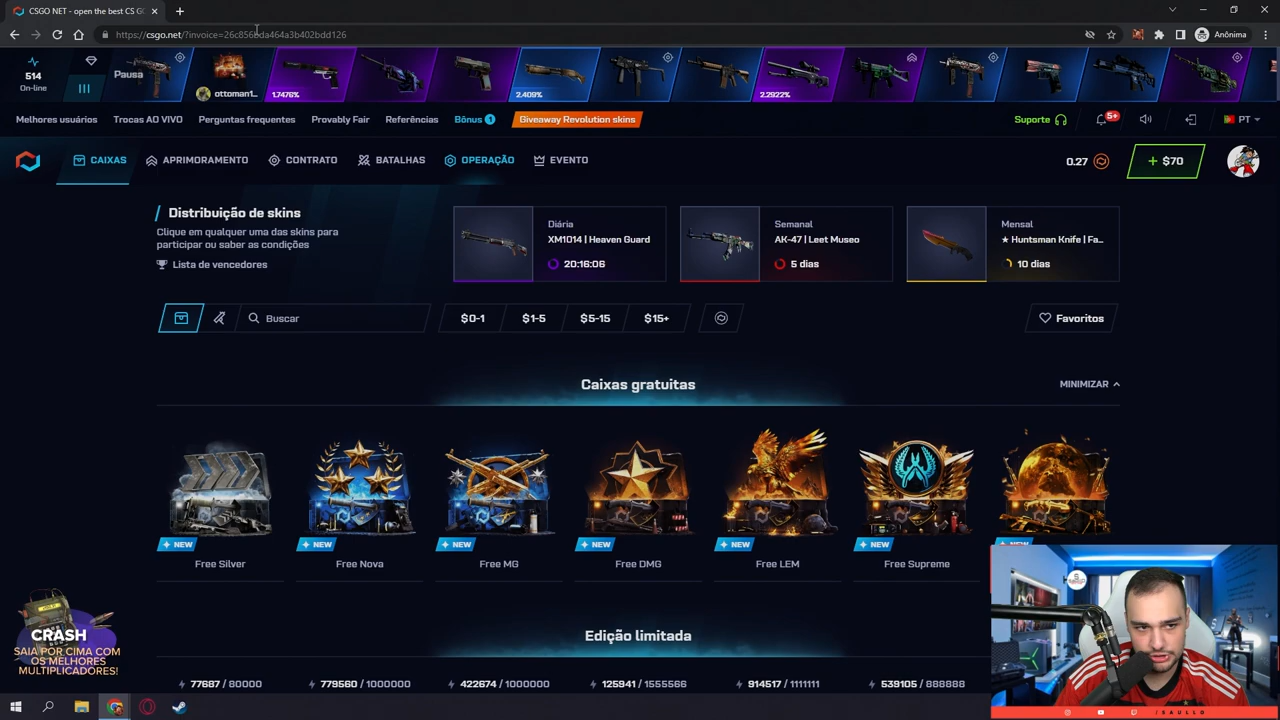 CSGO NET - open the best CS GO
https://csgo.net/?invoice=26c856bda464a3b402bdd126
Anônima
514
On-line
Pausa
ottoman1...
1.7476%
2.409%
2.2922%
Melhores usuários
Trocas AO VIVO
Perguntas frequentes
Provably Fair
Referências
Bônus 1
Giveaway Revolution skins
Suporte
5+
PT
CAIXAS
APRIMORAMENTO
CONTRATO
BATALHAS
OPERAÇÃO
EVENTO
0.27
+ $70
Distribuição de skins
Clique em qualquer uma das skins para
participar ou saber as condições
Lista de vencedores
Diária
XM1014 | Heaven Guard
20:16:06
Semanal
AK-47 | Leet Museo
5 dias
Mensal
★ Huntsman Knife | Fa...
10 dias
Buscar
$0-1
$1-5
$5-15
$15+
Favoritos
Caixas gratuitas
MINIMIZAR
NEW
NEW
NEW
NEW
NEW
NEW
Free Silver
Free Nova
Free MG
Free DMG
Free LEM
Free Supreme
CRASH
SAIA POR CIMA COM
OS MELHORES
MULTIPLICADORES!
Edição limitada
77687 / 80000
779560 / 1000000
422674 / 1000000
125941 / 1555566
914517 / 1111111
539105 / 888888
/SAULLO